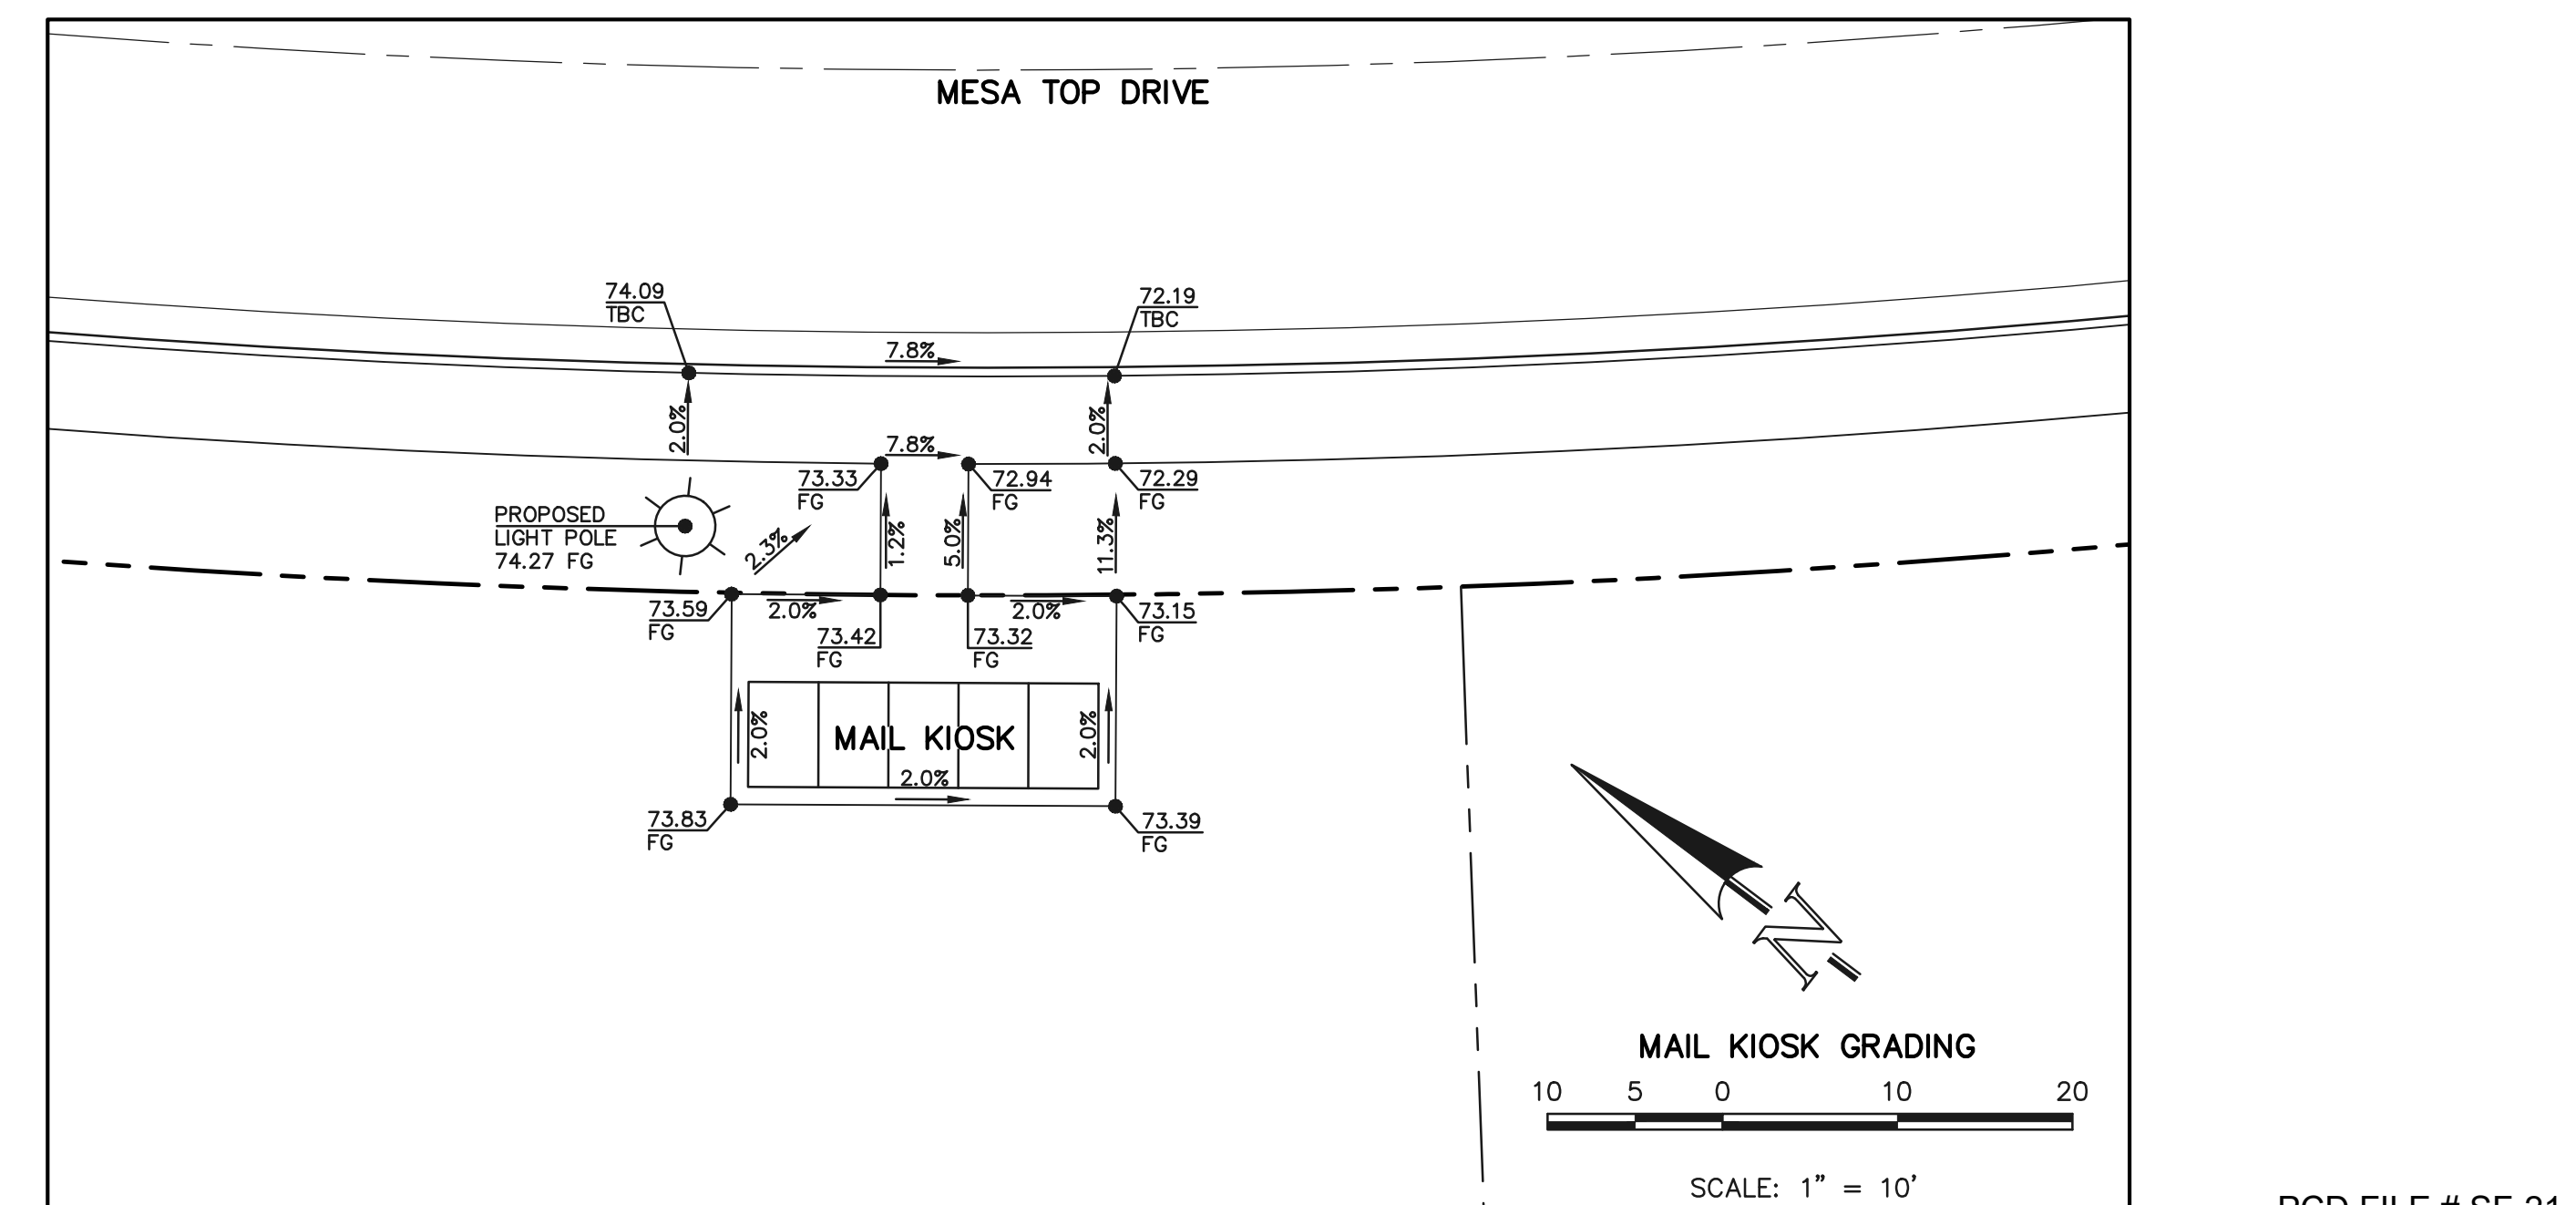 MESA TOP DRIVE
74.09
TBC
72.19
TBC
7.8%
2.0%
2.0%
7.8%
73.33
FG
72.94
FG
72.29
FG
PROPOSED
LIGHT POLE
74.27 FG
2.3%
1.2%
5.0%
11.3%
73.59
FG
2.0%
73.42
FG
2.0%
73.32
FG
73.15
FG
2.0%
MAIL KIOSK
2.0%
2.0%
73.83
FG
73.39
FG
N
MAIL KIOSK GRADING
10 5 0 10 20
SCALE: 1" = 10'